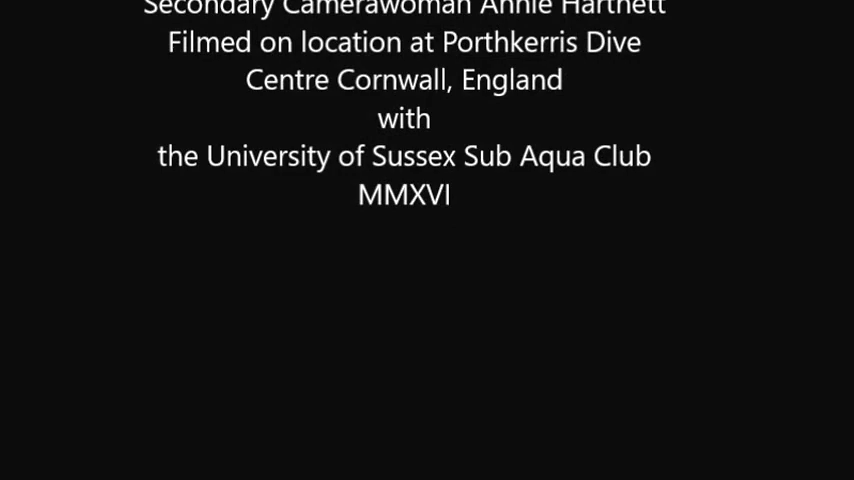 Secondary Camerawoman Annie Hartnett
Filmed on location at Porthkerris Dive
Centre Cornwall, England
with
the University of Sussex Sub Aqua Club
MMXVI